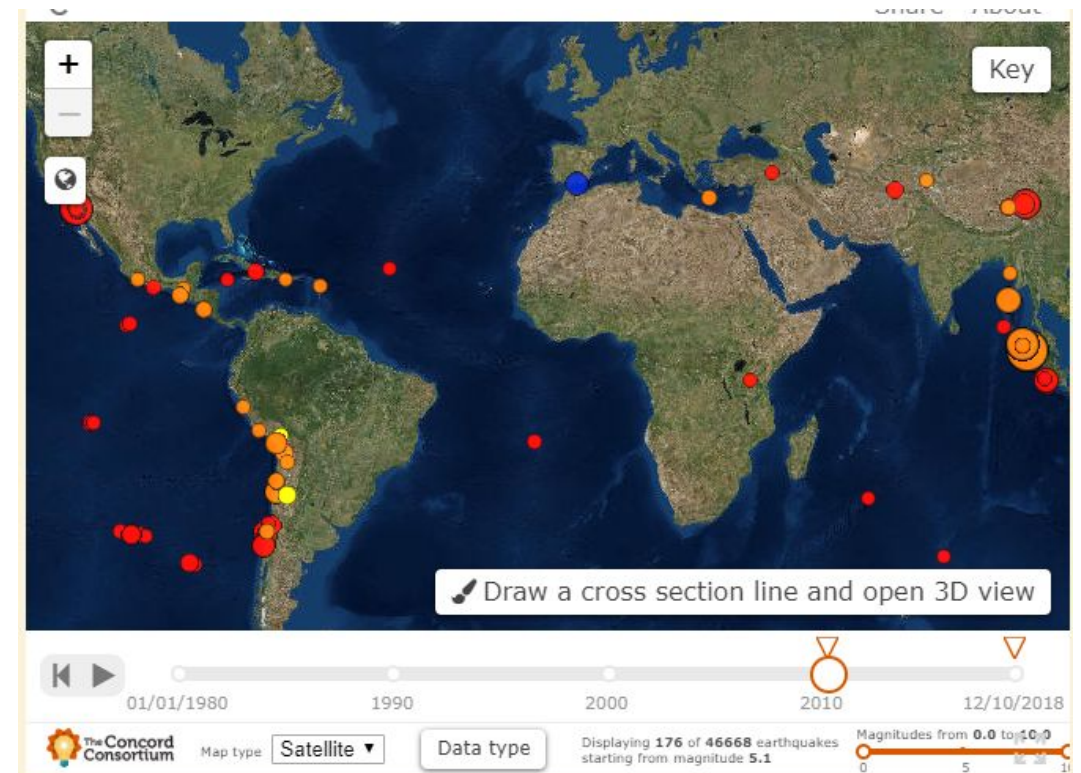 Share About
+
−
Key
Draw a cross section line and open 3D view
01/01/1980
1990
2000
2010
12/10/2018
The Concord
Consortium
Map type
Satellite ▼
Data type
Displaying 176 of 46668 earthquakes
starting from magnitude 5.1
Magnitudes from 0.0 to 10.0
0
5